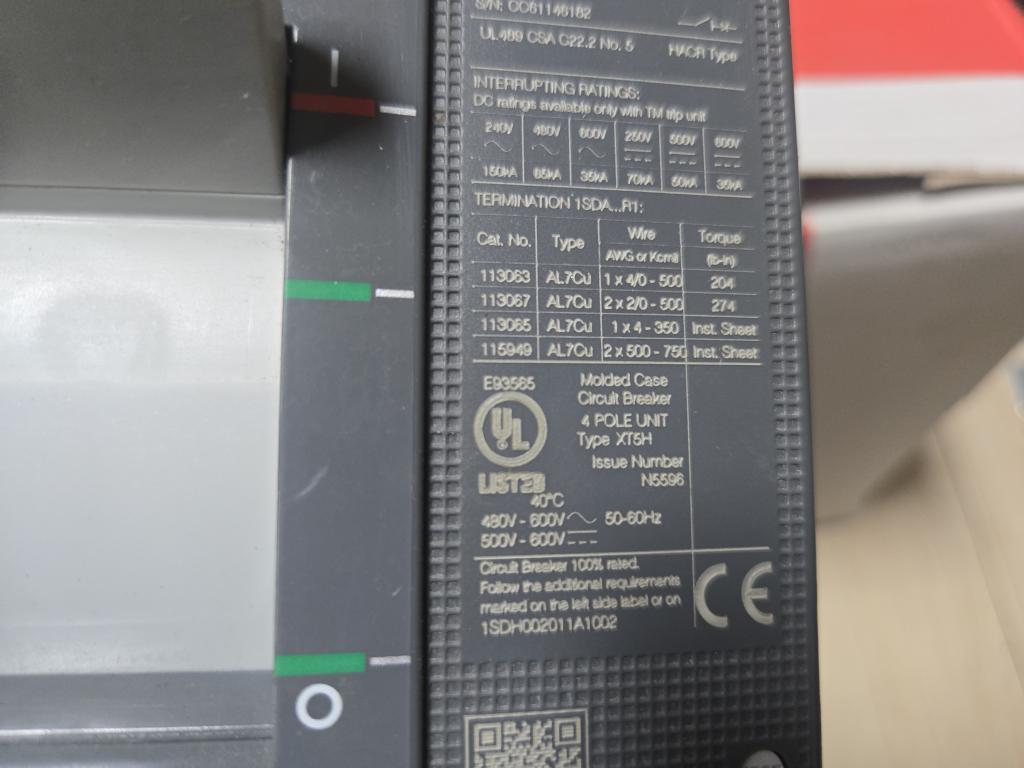 S/N: CC61146182
UL489 CSA C22.2 No. 5 HACR Type
INTERRUPTING RATINGS:
DC ratings available only with TM trip unit
240V 480V 600V 250V 500V 600V
150kA 65kA 35kA 70kA 50kA 35kA
TERMINATION 1SDA...R1:
Cat. No. Type Wire AWG or Kcmil Torque (lb-in)
113063 AL7Cu 1 x 4/0 - 500 204
113067 AL7Cu 2 x 2/0 - 500 274
113065 AL7Cu 1 x 4 - 350 Inst. Sheet
115949 AL7Cu 2 x 500 - 750 Inst. Sheet
E93565
Molded Case
Circuit Breaker
4 POLE UNIT
Type XT5H
Issue Number
N5596
UL
LISTED
40°C
480V - 600V 50-60Hz
500V - 600V
Circuit Breaker 100% rated.
Follow the additional requirements
marked on the left side label or on
1SDH002011A1002
CE
I
O